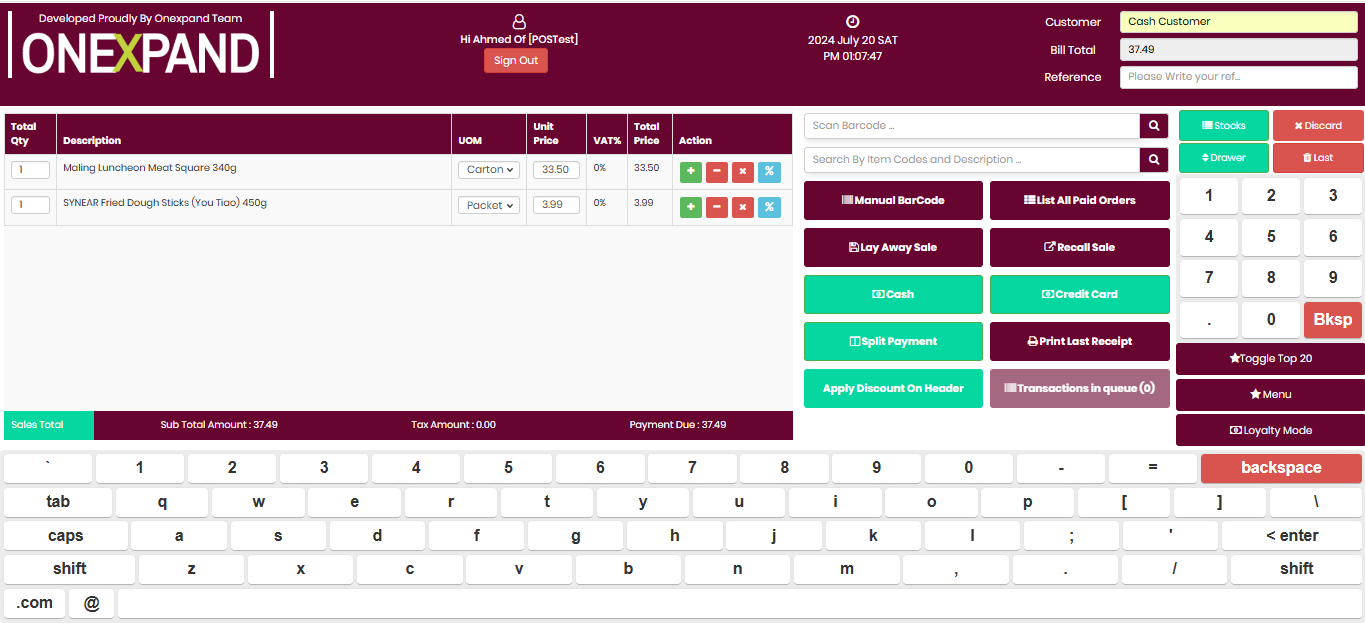 Developed Proudly By Onexpand Team
ONEXPAND
Hi Ahmed Of [POSTest]
Sign Out
2024 July 20 SAT
PM 01:07:47
Customer Cash Customer
Bill Total 37.49
Reference Please Write your ref...
Total Qty Description UOM Unit Price VAT% Total Price Action
1 Maling Luncheon Meat Square 340g Carton 33.50 0% 33.50 + − × %
1 SYNEAR Fried Dough Sticks (You Tiao) 450g Packet 3.99 0% 3.99 + − × %
Sales Total Sub Total Amount : 37.49 Tax Amount : 0.00 Payment Due : 37.49
Scan Barcode ...
Search By Item Codes and Description ...
Manual BarCode List All Paid Orders
Lay Away Sale Recall Sale
Cash Credit Card
Split Payment Print Last Receipt
Apply Discount On Header Transactions in queue (0)
Stocks Discard
Drawer Last
1 2 3
4 5 6
7 8 9
. 0 Bksp
Toggle Top 20
Menu
Loyalty Mode
` 1 2 3 4 5 6 7 8 9 0 - = backspace
tab q w e r t y u i o p [ ] \
caps a s d f g h j k l ; ' < enter
shift z x c v b n m , . / shift
.com @